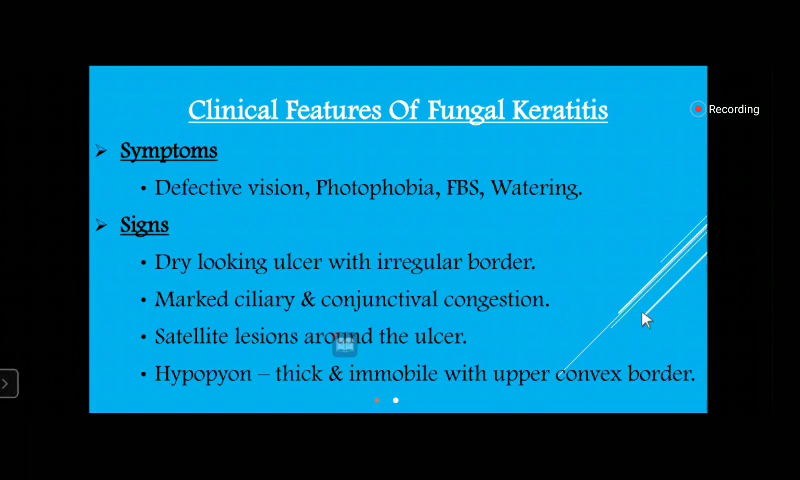 Clinical Features Of Fungal Keratitis
Recording
Symptoms
• Defective vision, Photophobia, FBS, Watering.
Signs
• Dry looking ulcer with irregular border.
• Marked ciliary & conjunctival congestion.
• Satellite lesions around the ulcer.
• Hypopyon – thick & immobile with upper convex border.